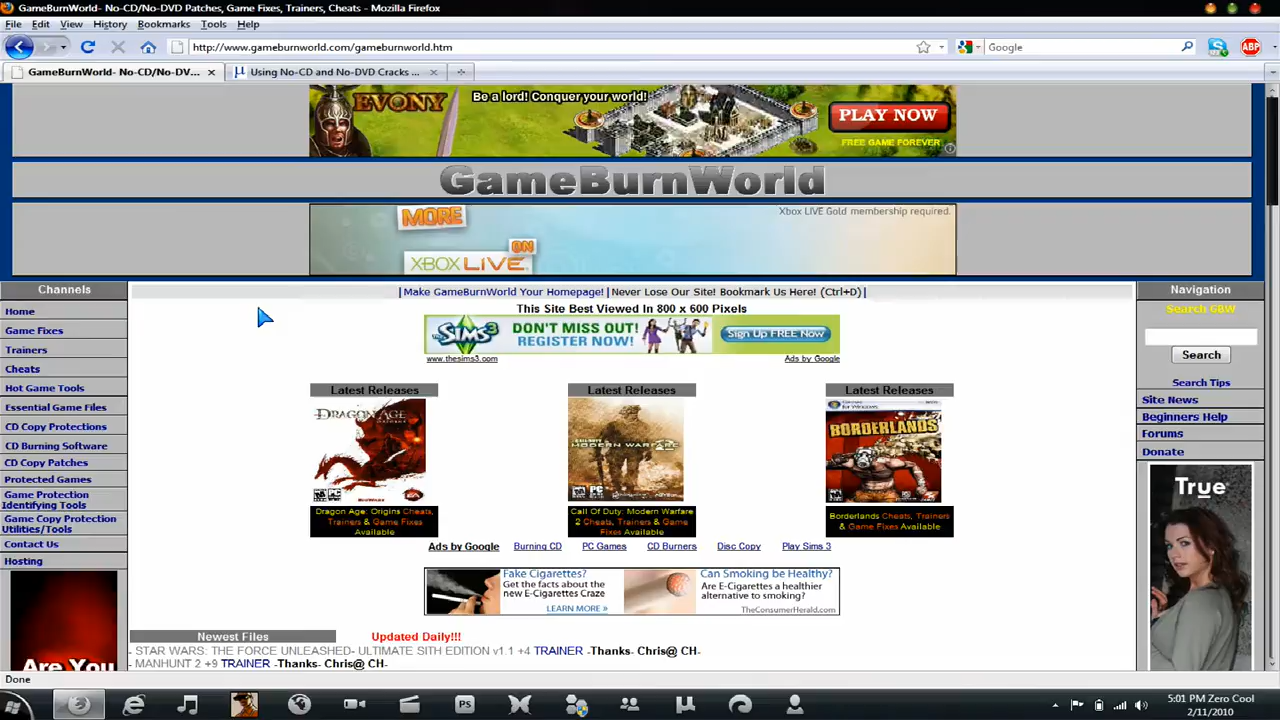 GameBurnWorld- No-CD/No-DVD Patches, Game Fixes, Trainers, Cheats - Mozilla Firefox
File Edit View History Bookmarks Tools Help
http://www.gameburnworld.com/gameburnworld.htm
Google
ABP
GameBurnWorld- No-CD/No-DV...
Using No-CD and No-DVD Cracks ...
EVONY
Be a lord! Conquer your world!
PLAY NOW
FREE GAME FOREVER
GameBurnWorld
MORE
ON
XBOX LIVE
Xbox LIVE Gold membership required.
Channels
Home
Game Fixes
Trainers
Cheats
Hot Game Tools
Essential Game Files
CD Copy Protections
CD Burning Software
CD Copy Patches
Protected Games
Game Protection
Identifying Tools
Game Copy Protection
Utilities/Tools
Contact Us
Hosting
Are You
| Make GameBurnWorld Your Homepage! | Never Lose Our Site! Bookmark Us Here! (Ctrl+D) |
This Site Best Viewed In 800 x 600 Pixels
The SIMS 3
DON'T MISS OUT!
REGISTER NOW!
Sign Up FREE Now
www.thesims3.com
Ads by Google
Latest Releases
Latest Releases
Latest Releases
DRAGON AGE
MODERN WARFARE 2
BORDERLANDS
Dragon Age: Origins Cheats,
Trainers & Game Fixes
Available
Call Of Duty: Modern Warfare
2 Cheats, Trainers & Game
Fixes Available
Borderlands Cheats, Trainers
& Game Fixes Available
Ads by Google Burning CD PC Games CD Burners Disc Copy Play Sims 3
Fake Cigarettes?
Get the facts about the
new E-Cigarettes Craze
LEARN MORE »
Can Smoking be Healthy?
Are E-Cigarettes a healthier
alternative to smoking?
TheConsumerHerald.com
Newest Files
Updated Daily!!!
- STAR WARS: THE FORCE UNLEASHED- ULTIMATE SITH EDITION v1.1 +4 TRAINER -Thanks- Chris@ CH-
- MANHUNT 2 +9 TRAINER -Thanks- Chris@ CH-
Navigation
Search GBW
Search
Search Tips
Site News
Beginners Help
Forums
Donate
True
Done
PS
5:01 PM Zero Cool
2/11/2010